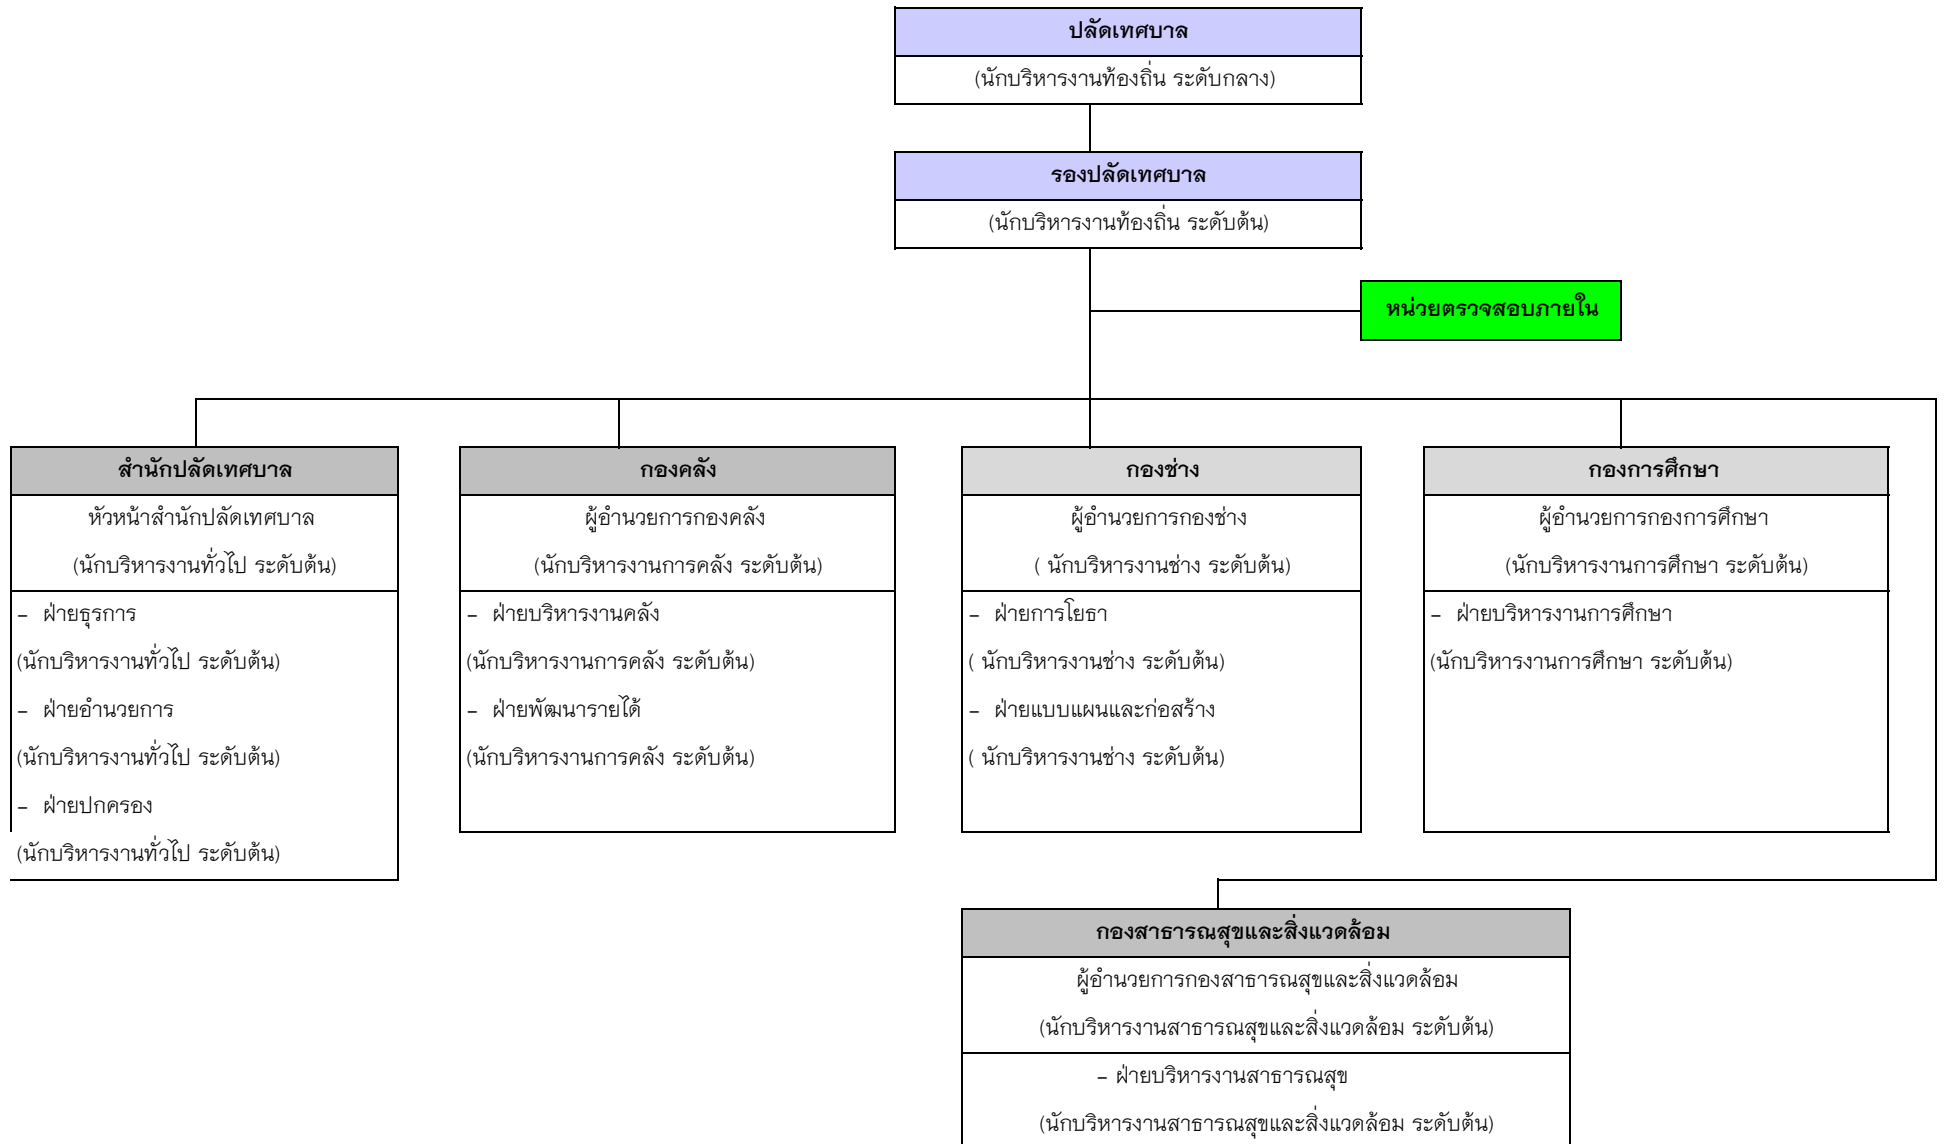 ปลัดเทศบาล
(นักบริหารงานท้องถิ่น ระดับกลาง)
รองปลัดเทศบาล
(นักบริหารงานท้องถิ่น ระดับต้น)
หน่วยตรวจสอบภายใน
สำนักปลัดเทศบาล
หัวหน้าสำนักปลัดเทศบาล
(นักบริหารงานทั่วไป ระดับต้น)
– ฝ่ายธุรการ
(นักบริหารงานทั่วไป ระดับต้น)
– ฝ่ายอำนวยการ
(นักบริหารงานทั่วไป ระดับต้น)
– ฝ่ายปกครอง
(นักบริหารงานทั่วไป ระดับต้น)
กองคลัง
ผู้อำนวยการกองคลัง
(นักบริหารงานการคลัง ระดับต้น)
– ฝ่ายบริหารงานคลัง
(นักบริหารงานการคลัง ระดับต้น)
– ฝ่ายพัฒนารายได้
(นักบริหารงานการคลัง ระดับต้น)
กองช่าง
ผู้อำนวยการกองช่าง
( นักบริหารงานช่าง ระดับต้น)
– ฝ่ายการโยธา
( นักบริหารงานช่าง ระดับต้น)
– ฝ่ายแบบแผนและก่อสร้าง
( นักบริหารงานช่าง ระดับต้น)
กองการศึกษา
ผู้อำนวยการกองการศึกษา
(นักบริหารงานการศึกษา ระดับต้น)
– ฝ่ายบริหารงานการศึกษา
(นักบริหารงานการศึกษา ระดับต้น)
กองสาธารณสุขและสิ่งแวดล้อม
ผู้อำนวยการกองสาธารณสุขและสิ่งแวดล้อม
(นักบริหารงานสาธารณสุขและสิ่งแวดล้อม ระดับต้น)
– ฝ่ายบริหารงานสาธารณสุข
(นักบริหารงานสาธารณสุขและสิ่งแวดล้อม ระดับต้น)